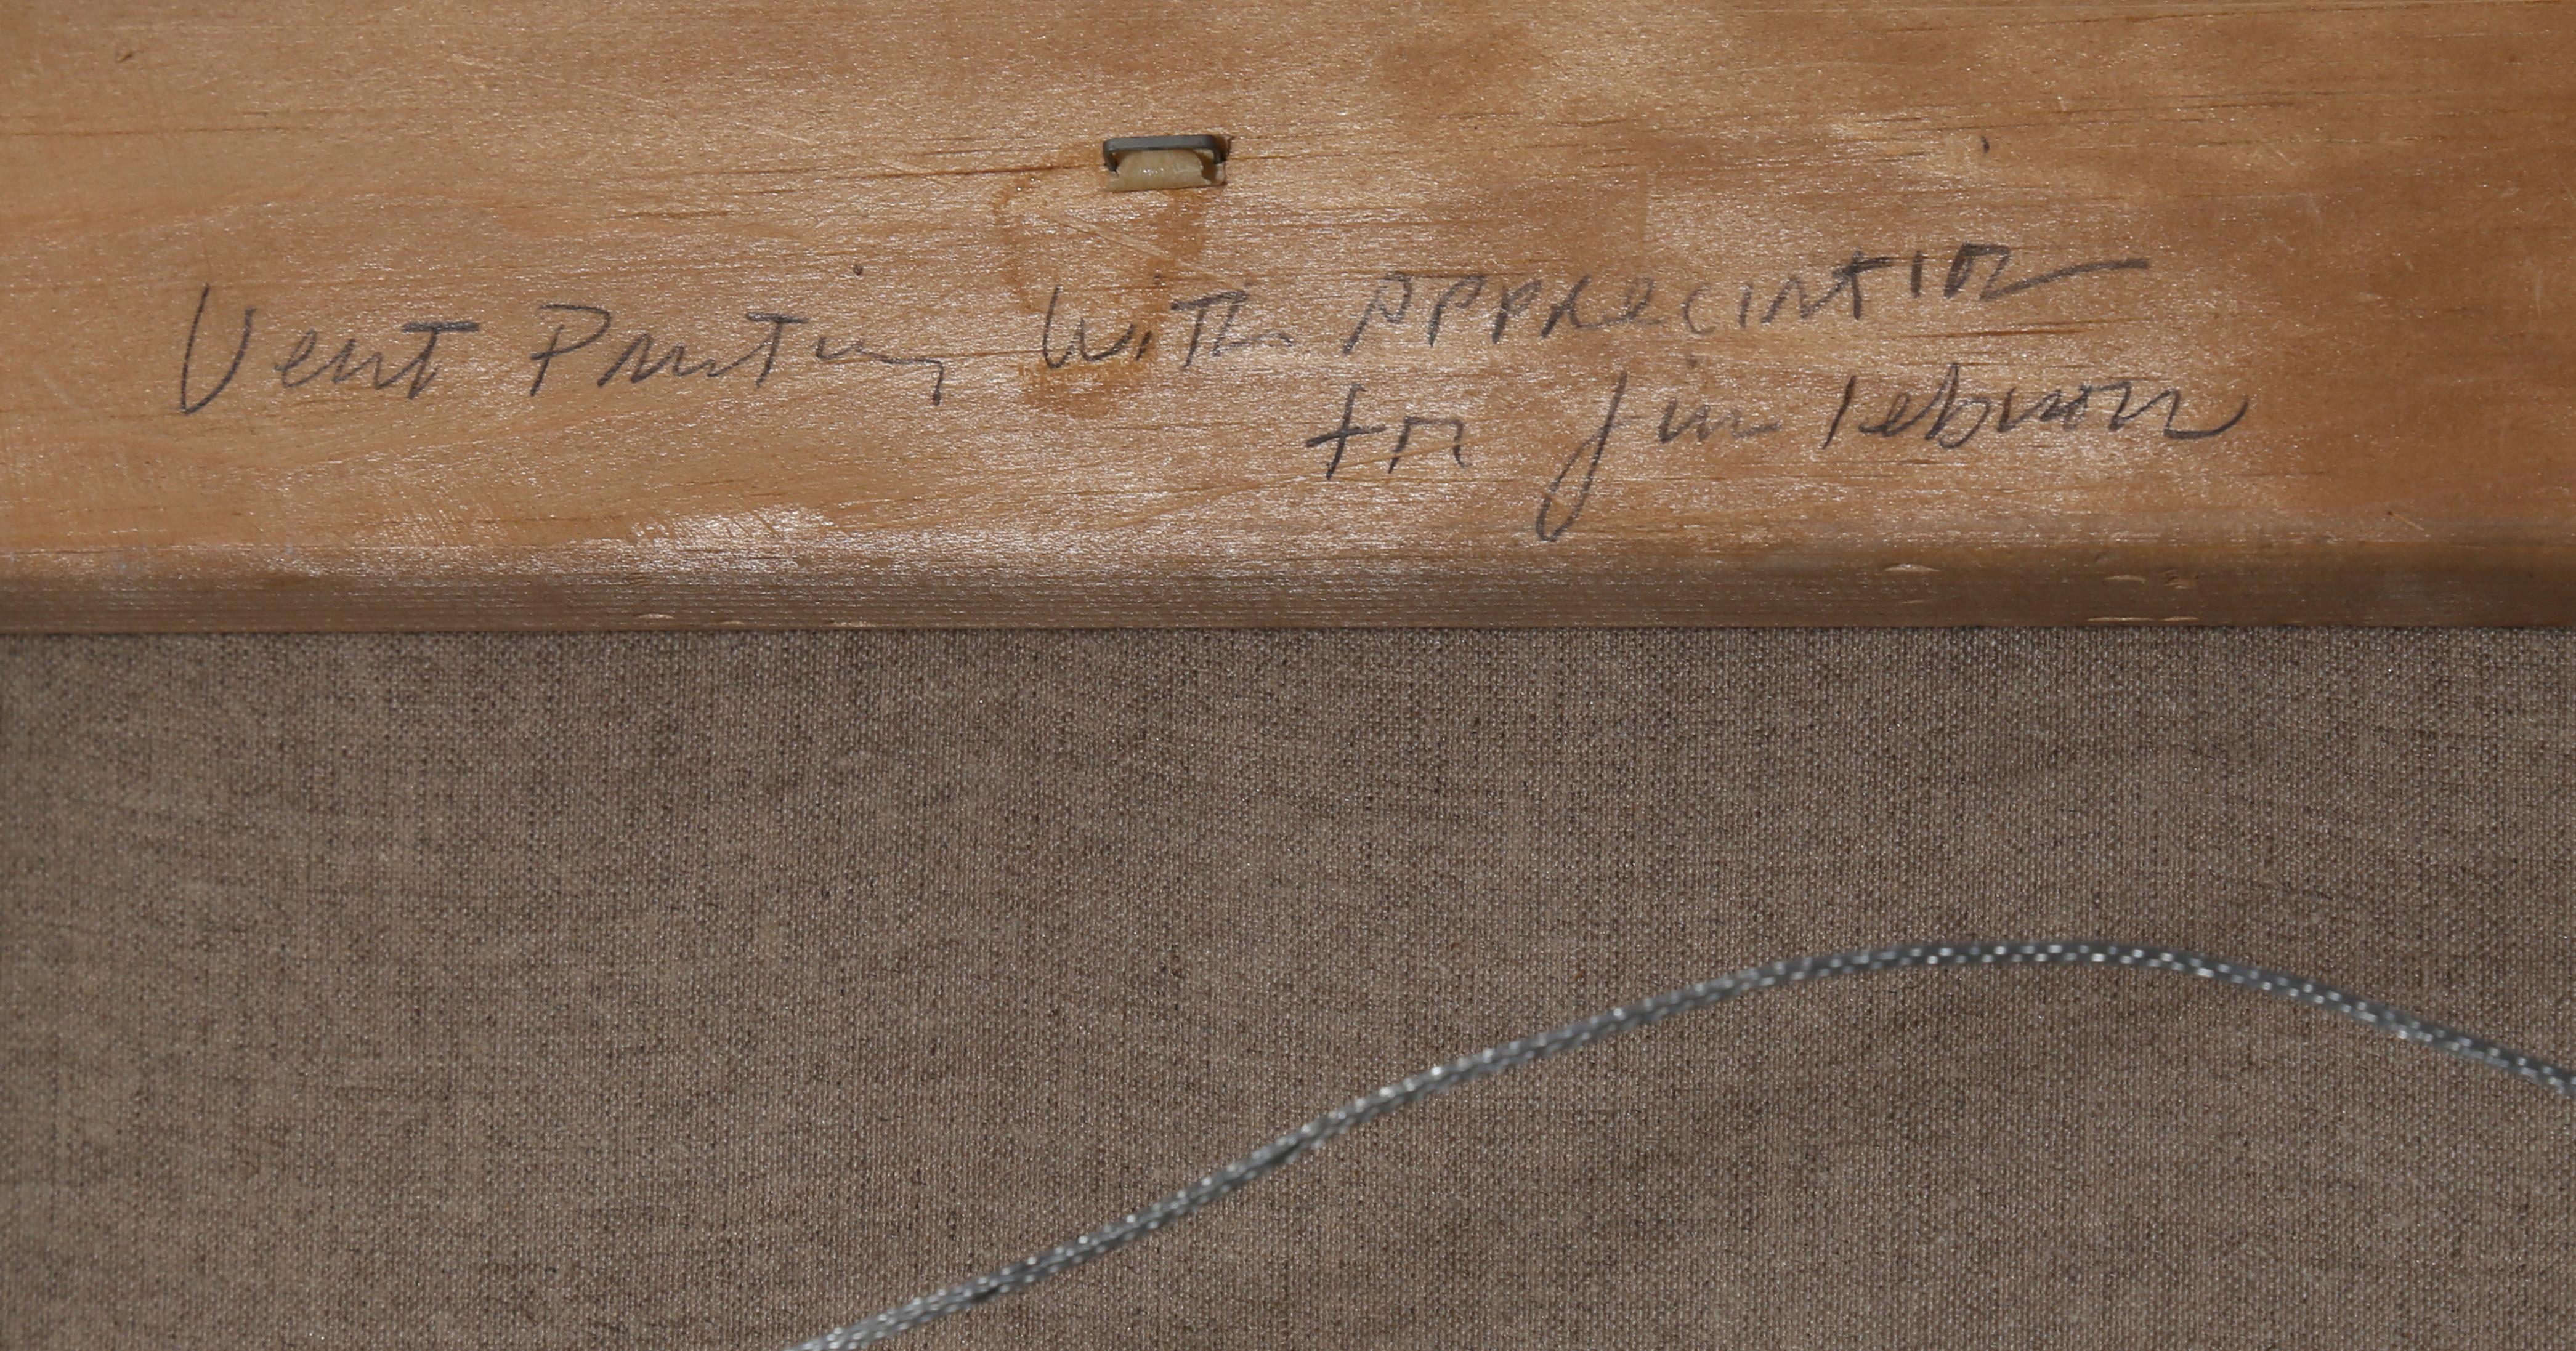 Vent Painting With Appreciation
for Jim lebron